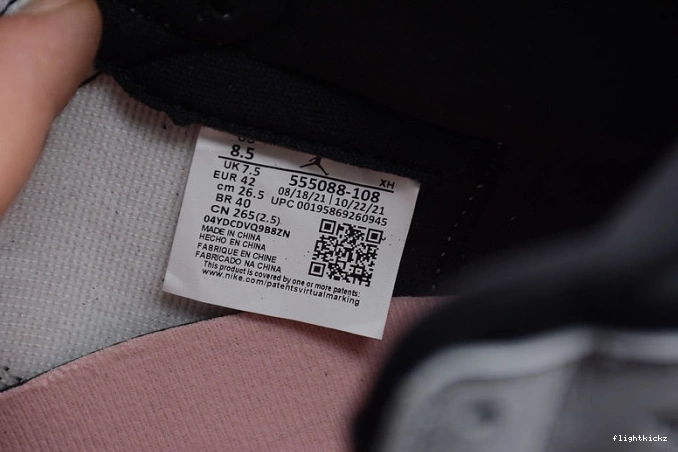 8.5
UK 7.5
EUR 42
cm 26.5
BR 40
CN 265(2.5)
04YDCDVQ9B8ZN
MADE IN CHINA
HECHO EN CHINA
FABRIQUE EN CHINE
FABRICADO NA CHINA
This product is covered by one or more patents:
www.nike.com/patentsvirtualmarking
XH
555088-108
08/18/21 | 10/22/21
UPC 00195869260945
flightkickz